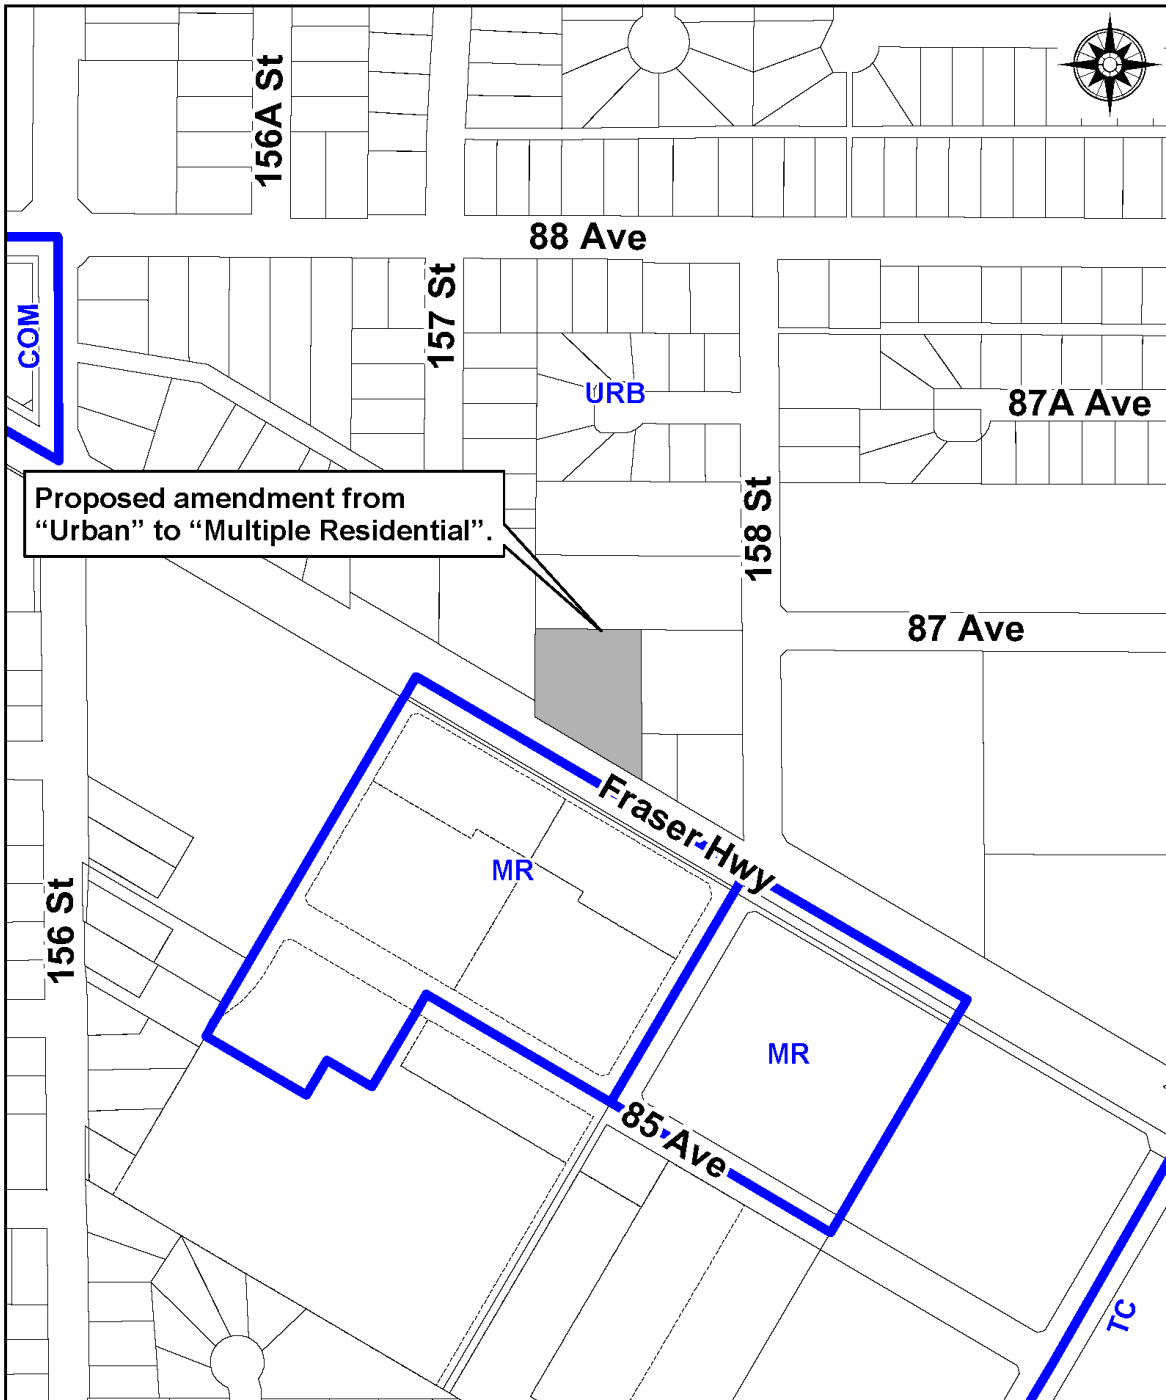 156A St
88 Ave
COM
157 St
URB
87A Ave
Proposed amendment from
“Urban” to “Multiple Residential”.
158 St
87 Ave
Fraser Hwy
MR
156 St
MR
85 Ave
TC